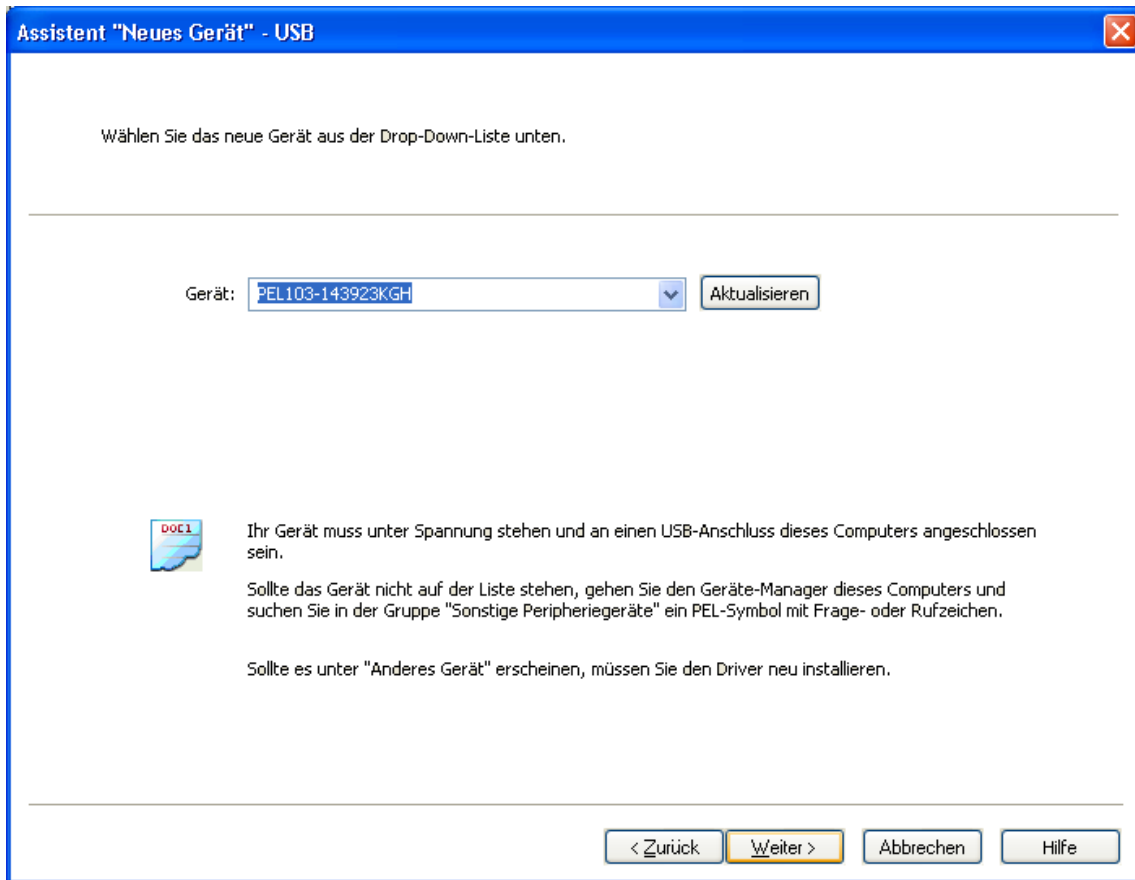 Assistent "Neues Gerät" - USB
Wählen Sie das neue Gerät aus der Drop-Down-Liste unten.
Gerät: PEL103-143923KGH Aktualisieren
DOC1
Ihr Gerät muss unter Spannung stehen und an einen USB-Anschluss dieses Computers angeschlossen
sein.
Sollte das Gerät nicht auf der Liste stehen, gehen Sie den Geräte-Manager dieses Computers und
suchen Sie in der Gruppe "Sonstige Peripheriegeräte" ein PEL-Symbol mit Frage- oder Rufzeichen.
Sollte es unter "Anderes Gerät" erscheinen, müssen Sie den Driver neu installieren.
< Zurück Weiter > Abbrechen Hilfe